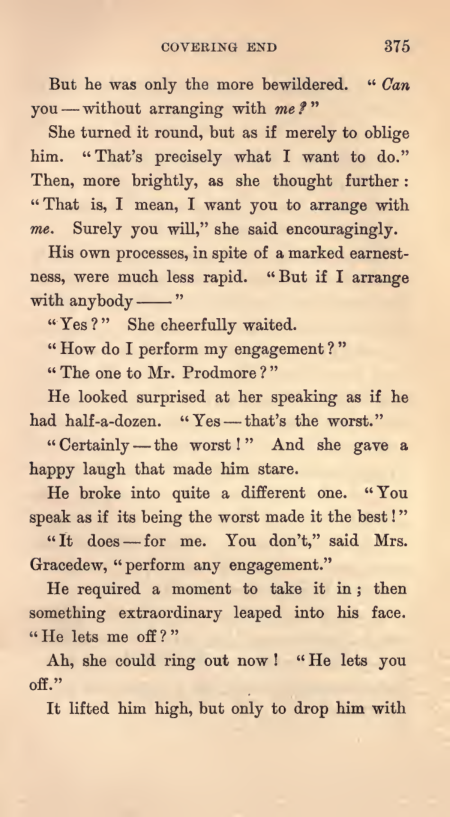 COVERING END 375
But he was only the more bewildered. “Can
you — without arranging with me?”
She turned it round, but as if merely to oblige
him. “That's precisely what I want to do.”
Then, more brightly, as she thought further:
“That is, I mean, I want you to arrange with
me. Surely you will,” she said encouragingly.
His own processes, in spite of a marked earnest-
ness, were much less rapid. “But if I arrange
with anybody ——”
“Yes?” She cheerfully waited.
“How do I perform my engagement?”
“The one to Mr. Prodmore?”
He looked surprised at her speaking as if he
had half-a-dozen. “Yes — that's the worst.”
“Certainly — the worst!” And she gave a
happy laugh that made him stare.
He broke into quite a different one. “You
speak as if its being the worst made it the best!”
“It does — for me. You don't,” said Mrs.
Gracedew, “perform any engagement.”
He required a moment to take it in; then
something extraordinary leaped into his face.
“He lets me off?”
Ah, she could ring out now! “He lets you
off.”
It lifted him high, but only to drop him with